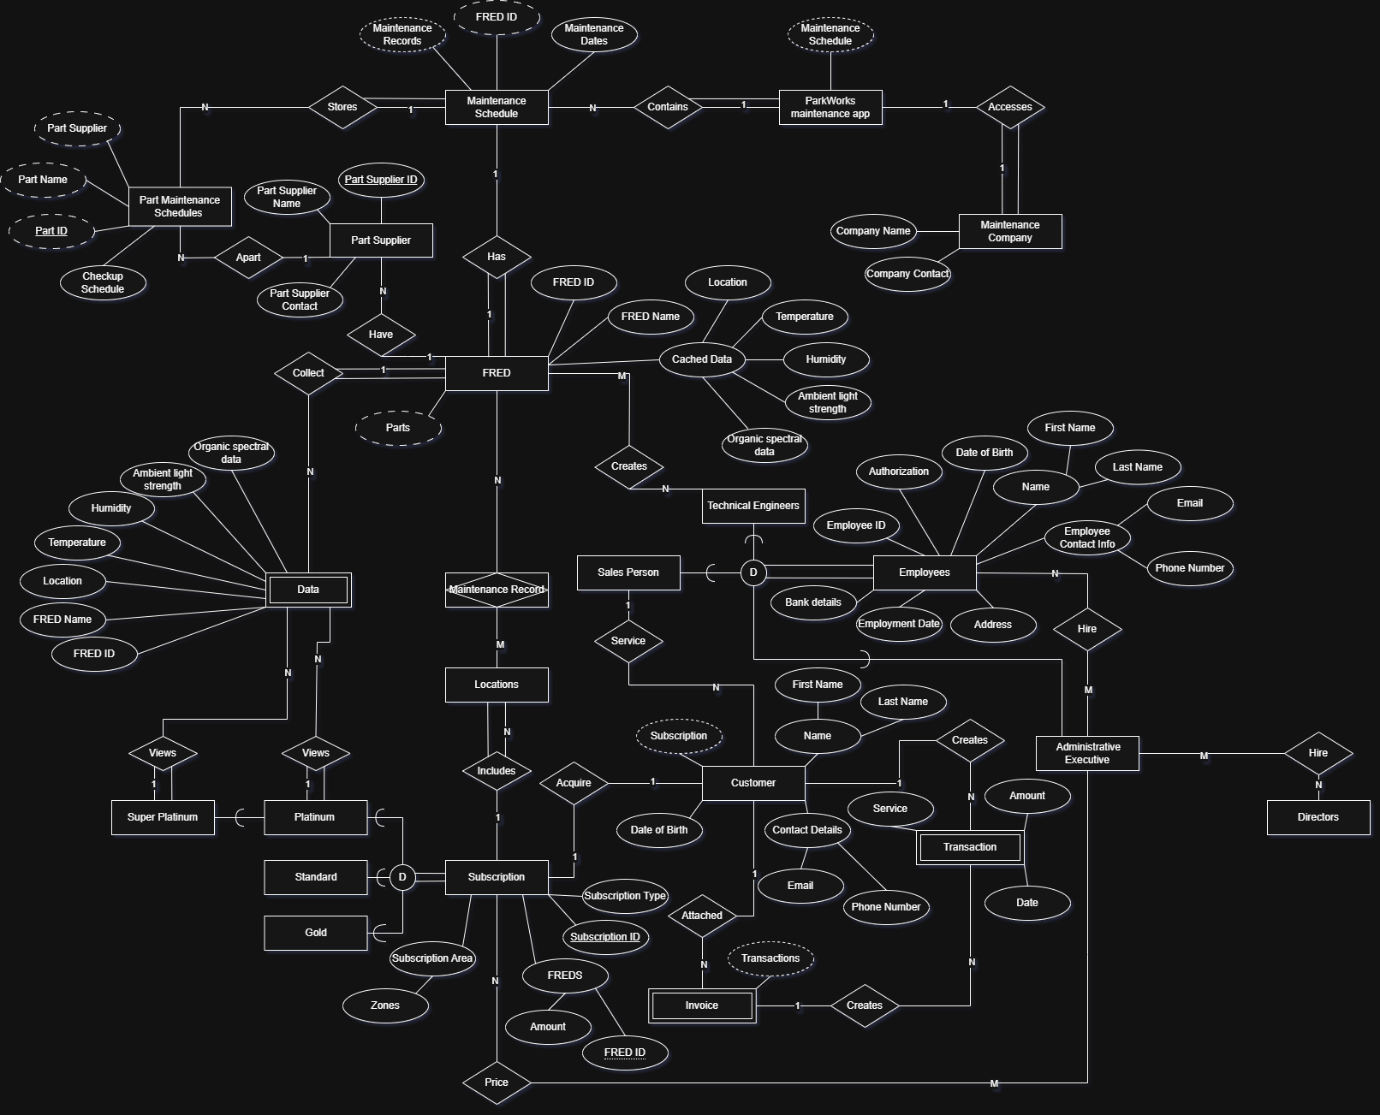 FRED ID
Maintenance
Records
Maintenance
Dates
Maintenance
Schedule
N
Stores
1
Maintenance
Schedule
N
Contains
1
ParkWorks
maintenance app
1
Accesses
Part Supplier
Part Name
Part ID
Part Maintenance
Schedules
Checkup
Schedule
Part Supplier
Name
Part Supplier ID
Part Supplier
Part Supplier
Contact
N
Apart
1
1
Has
1
1
Company Name
Maintenance
Company
Company Contact
N
Have
1
FRED ID
FRED Name
Location
Temperature
Cached Data
Humidity
Ambient light
strength
Organic spectral
data
Collect
1
FRED
M
Parts
N
N
Creates
N
Technical Engineers
Organic spectral
data
Ambient light
strength
Humidity
Temperature
Location
FRED Name
FRED ID
Data
First Name
Date of Birth
Last Name
Authorization
Name
Email
Employee ID
Employee
Contact Info
Phone Number
Sales Person
D
Employees
N
Bank details
Employment Date
Address
Hire
M
Maintenance Record
M
Locations
N
Includes
1
1
Service
N
N
N
Views
1
Views
1
Super Platinum
Platinum
Standard
D
Gold
Subscription
First Name
Last Name
Subscription
Name
Customer
Acquire
1
1
Date of Birth
Contact Details
Email
Phone Number
1
Creates
N
Administrative
Executive
M
Hire
N
Directors
Service
Amount
Transaction
Date
Subscription Type
Subscription ID
Subscription Area
Zones
FREDS
Amount
FRED ID
1
Attached
N
Transactions
Invoice
1
Creates
N
N
Price
M